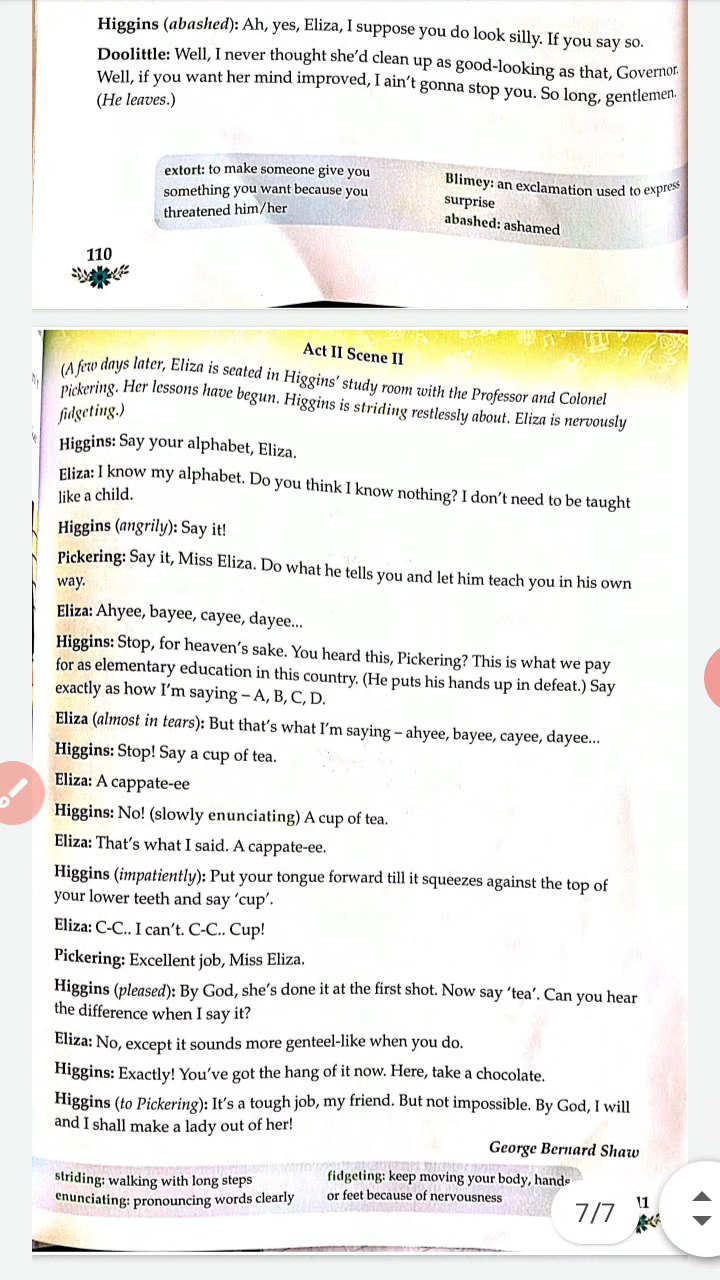 Higgins (abashed): Ah, yes, Eliza, I suppose you do look silly. If you say so.
Doolittle: Well, I never thought she'd clean up as good-looking as that, Governor.
Well, if you want her mind improved, I ain't gonna stop you. So long, gentlemen.
(He leaves.)
extort: to make someone give you
something you want because you
threatened him/her
Blimey: an exclamation used to express
surprise
abashed: ashamed
110
Act II Scene II
(A few days later, Eliza is seated in Higgins' study room with the Professor and Colonel
Pickering. Her lessons have begun. Higgins is striding restlessly about. Eliza is nervously
fidgeting.)
Higgins: Say your alphabet, Eliza.
Eliza: I know my alphabet. Do you think I know nothing? I don't need to be taught
like a child.
Higgins (angrily): Say it!
Pickering: Say it, Miss Eliza. Do what he tells you and let him teach you in his own
way.
Eliza: Ahyee, bayee, cayee, dayee...
Higgins: Stop, for heaven's sake. You heard this, Pickering? This is what we pay
for as elementary education in this country. (He puts his hands up in defeat.) Say
exactly as how I'm saying – A, B, C, D.
Eliza (almost in tears): But that's what I'm saying – ahyee, bayee, cayee, dayee...
Higgins: Stop! Say a cup of tea.
Eliza: A cappate-ee
Higgins: No! (slowly enunciating) A cup of tea.
Eliza: That's what I said. A cappate-ee.
Higgins (impatiently): Put your tongue forward till it squeezes against the top of
your lower teeth and say 'cup'.
Eliza: C-C.. I can't. C-C.. Cup!
Pickering: Excellent job, Miss Eliza.
Higgins (pleased): By God, she's done it at the first shot. Now say 'tea'. Can you hear
the difference when I say it?
Eliza: No, except it sounds more genteel-like when you do.
Higgins: Exactly! You've got the hang of it now. Here, take a chocolate.
Higgins (to Pickering): It's a tough job, my friend. But not impossible. By God, I will
and I shall make a lady out of her!
George Bernard Shaw
striding: walking with long steps
enunciating: pronouncing words clearly
fidgeting: keep moving your body, hands
or feet because of nervousness
7/7